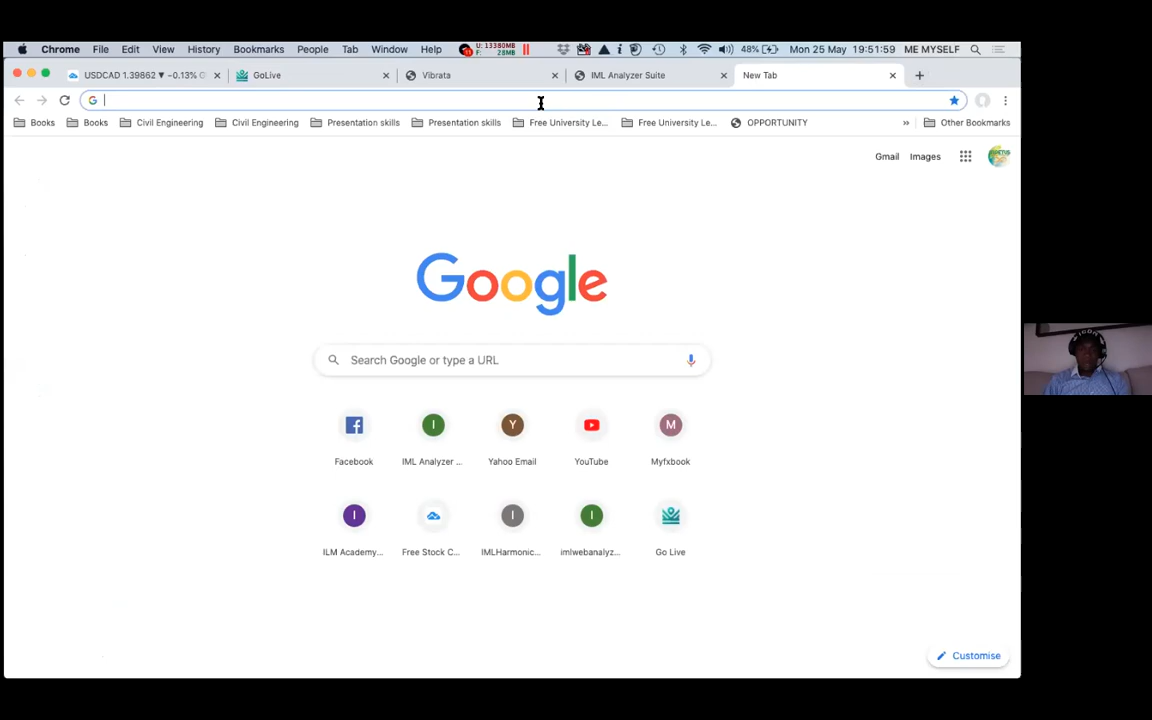 Chrome File Edit View History Bookmarks People Tab Window Help U: 13380MB F: 28MB 48% Mon 25 May 19:51:59 ME MYSELF
USDCAD 1.39862 ▼ −0.13% GoLive Vibrata IML Analyzer Suite New Tab
Books Books Civil Engineering Civil Engineering Presentation skills Presentation skills Free University Le... Free University Le... OPPORTUNITY » Other Bookmarks
Gmail Images
Google
Search Google or type a URL
I Y M
Facebook IML Analyzer ... Yahoo Email YouTube Myfxbook
I I I
ILM Academy... Free Stock C... IMLHarmonic... imlwebanalyz... Go Live
Customise